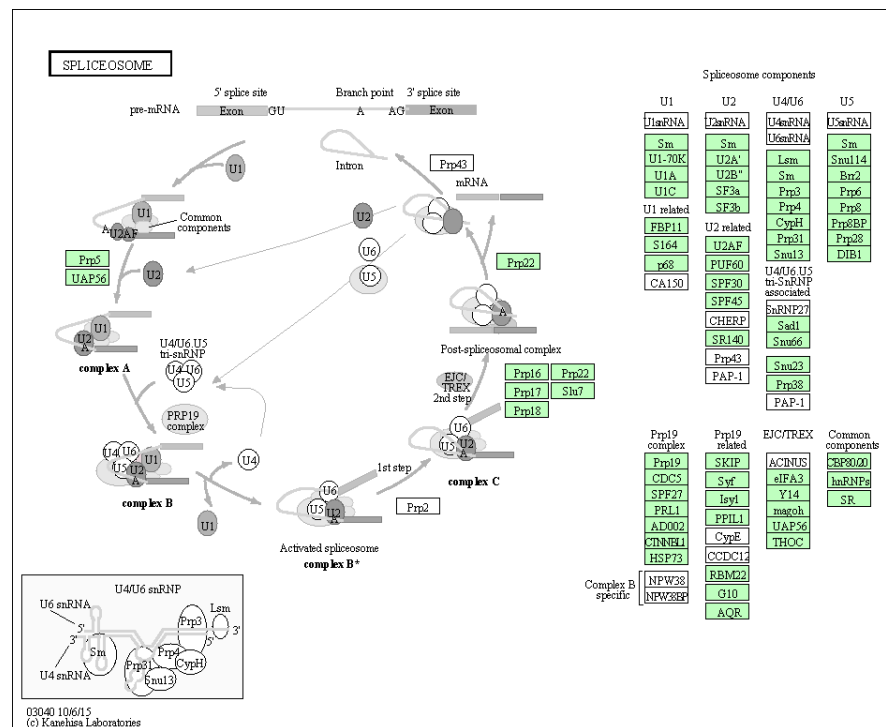 SPLICEOSOME
5' splice site
Branch point
3' splice site
pre-mRNA
Exon
GU
A
AG
Exon
U1
Intron
Prp43
mRNA
U1
A
U2AF
Common
components
U2
U6
U5
Prp5
UAP56
U2
Prp22
A
U1
U2
A
complex A
U4/U6.U5
tri-snRNP
U4
U6
U5
PRP19
complex
Post-spliceosomal complex
EJC/
TREX
2nd step
Prp16
Prp22
Prp17
Slu7
Prp18
U4
U6
U5
U1
U2
A
complex B
U4
U1
U6
U5
U2
A
1st step
Prp2
Activated spliceosome
complex B*
U6
U5
U2
A
complex C
U4/U6 snRNP
U6 snRNA
5'
3'
U4 snRNA
Sm
Prp3
Lsm
3'
5'
Prp4
CypH
Prp31
Snu13
03040 10/6/15
(c) Kanehisa Laboratories
Spliceosome components
U1
U1snRNA
Sm
U1-70K
U1A
U1C
U1 related
FBP11
S164
p68
CA150
U2
U2snRNA
Sm
U2A'
U2B"
SF3a
SF3b
U2 related
U2AF
PUF60
SPF30
SPF45
CHERP
SR140
Prp43
PAP-1
U4/U6
U4snRNA
U6snRNA
Lsm
Sm
Prp3
Prp4
CypH
Prp31
Snu13
U4/U6.U5
tri-SnRNP
associated
SnRNP27
Sad1
Snu66
Snu23
Prp38
PAP-1
U5
U5snRNA
Sm
Snu114
Brr2
Prp6
Prp8
Prp8BP
Prp28
DIB1
Prp19
complex
Prp19
CDC5
SPF27
PRL1
AD002
CTNNBL1
HSP73
Complex B
specific
NPW38
NPW38BP
Prp19
related
SKIP
Syf
Isy1
PPIL1
CypE
CCDC12
RBM22
G10
AQR
EJC/TREX
ACINUS
eIFA3
Y14
magoh
UAP56
THOC
Common
components
CBP80/20
hnRNPs
SR